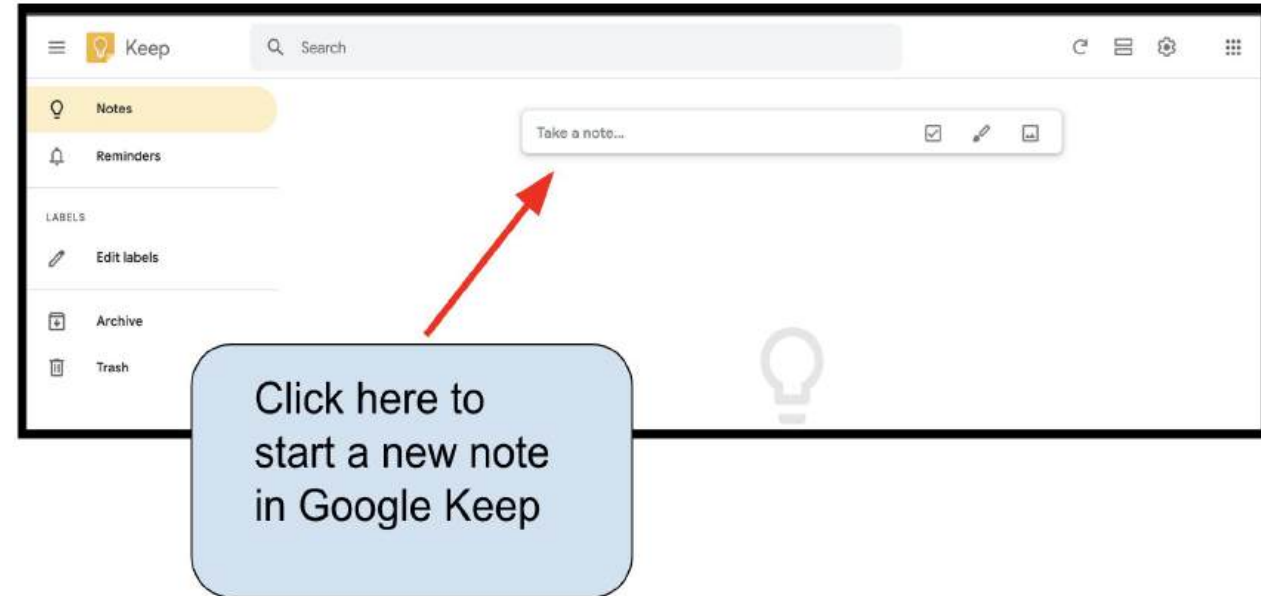 Keep
Search
Notes
Take a note...
Reminders
LABELS
Edit labels
Archive
Trash
Click here to
start a new note
in Google Keep